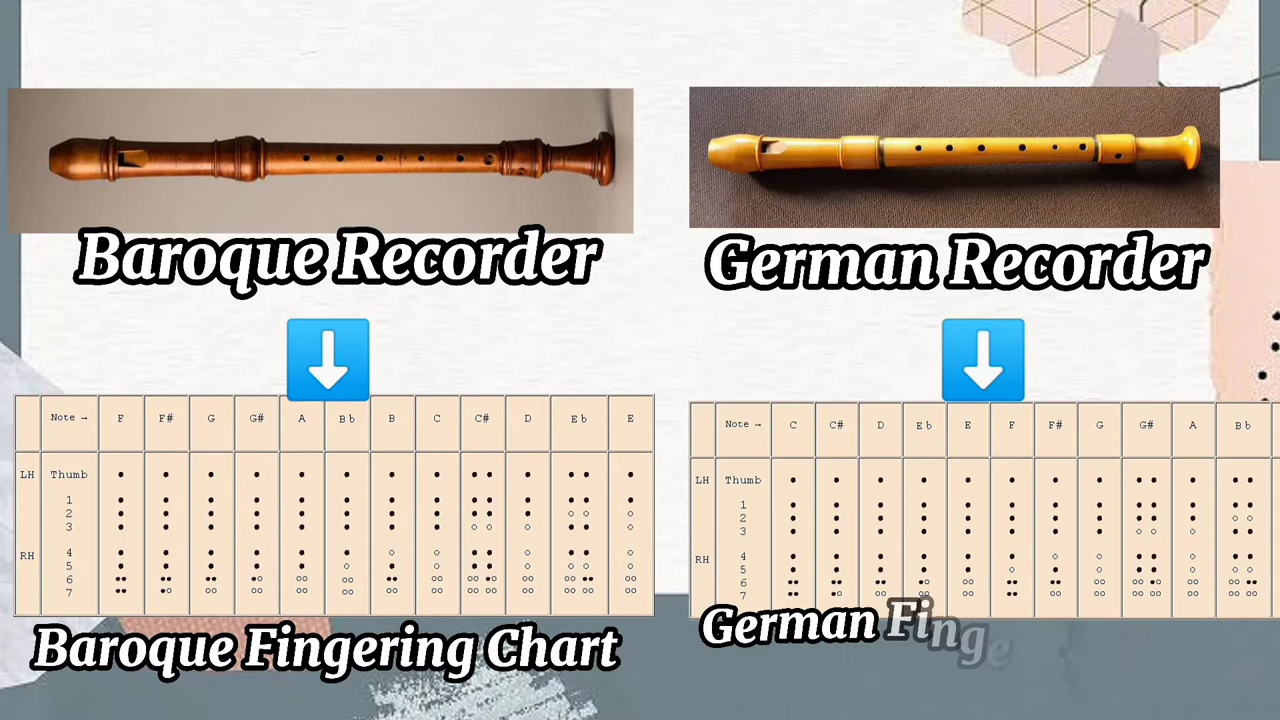 Baroque Recorder
German Recorder
Note → F F# G G# A B♭ B C C# D E♭ E
LH Thumb
1
2
3
RH 4
5
6
7
Note → C C# D E♭ E F F# G G# A B♭
LH Thumb
1
2
3
RH 4
5
6
7
Baroque Fingering Chart
German Finge